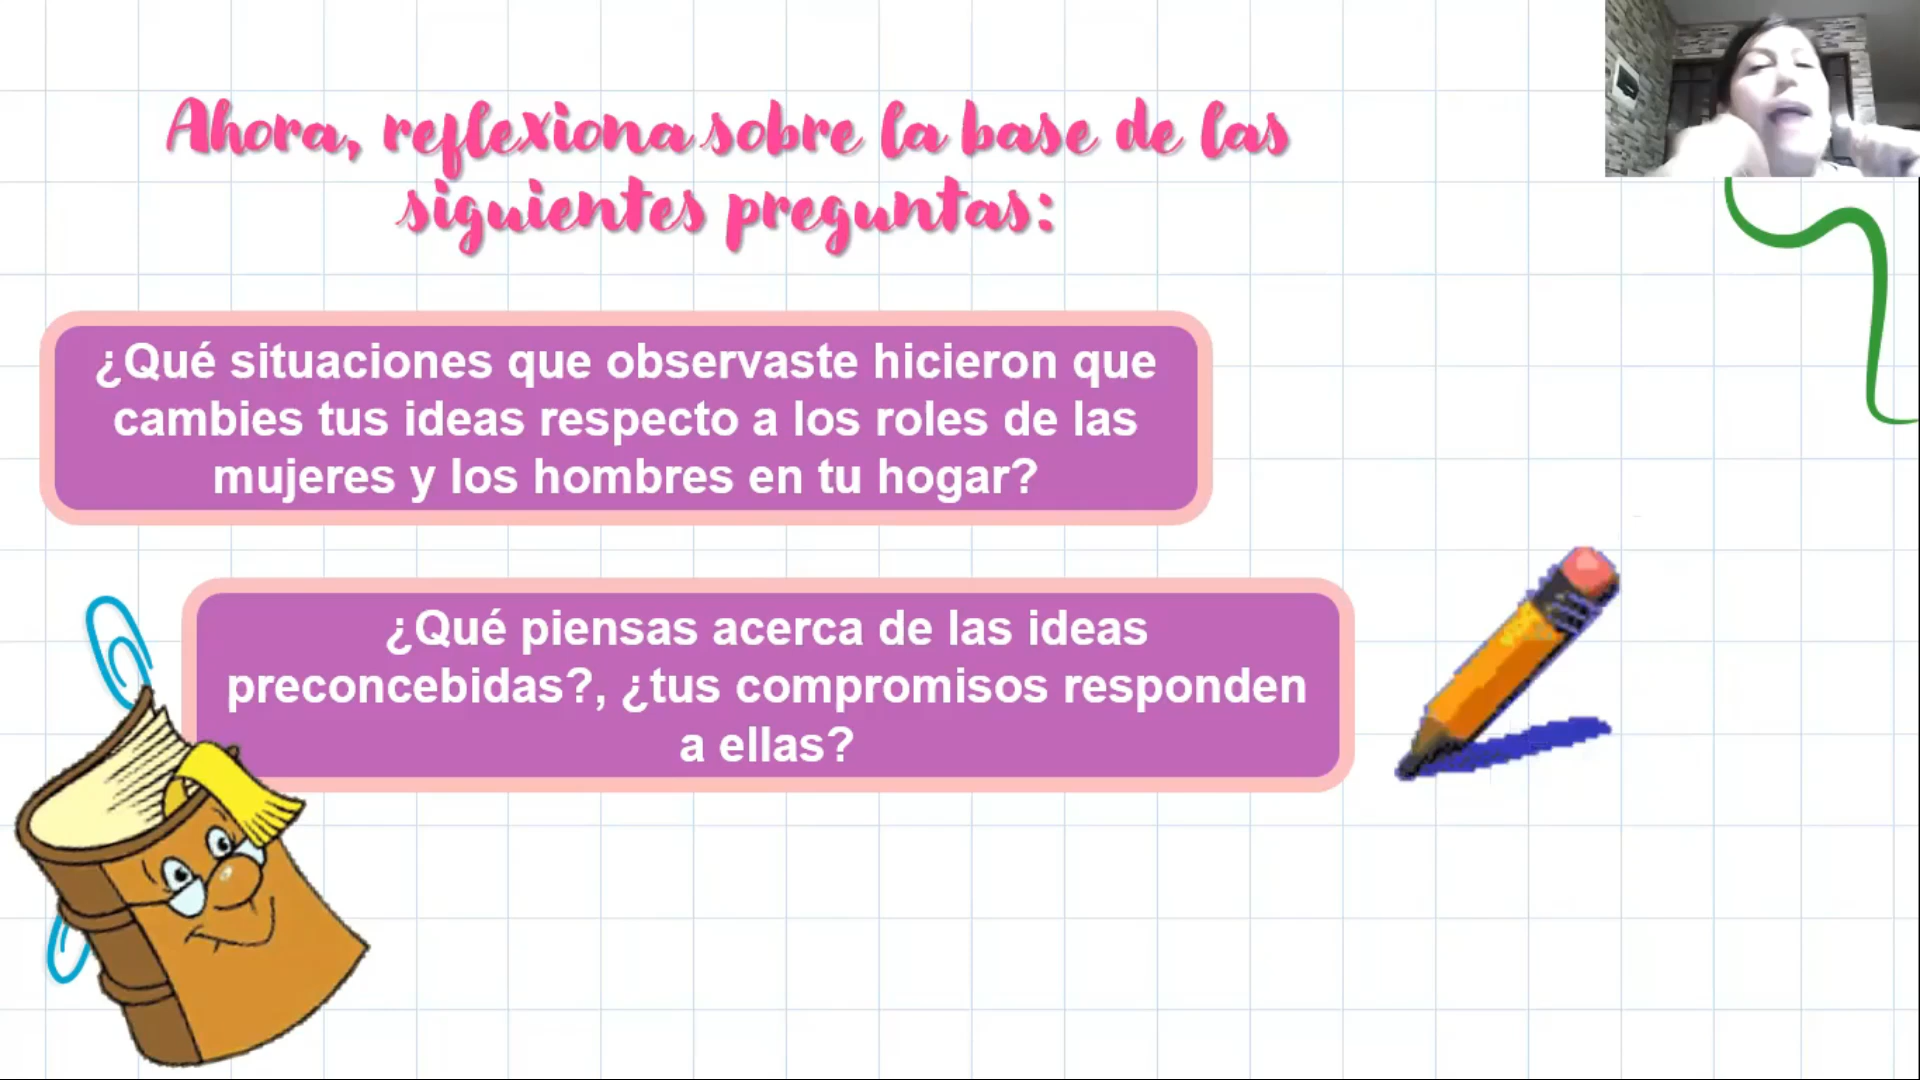 Ahora, reflexiona sobre la base de las
siguientes preguntas:
¿Qué situaciones que observaste hicieron que
cambies tus ideas respecto a los roles de las
mujeres y los hombres en tu hogar?
¿Qué piensas acerca de las ideas
preconcebidas?, ¿tus compromisos responden
a ellas?